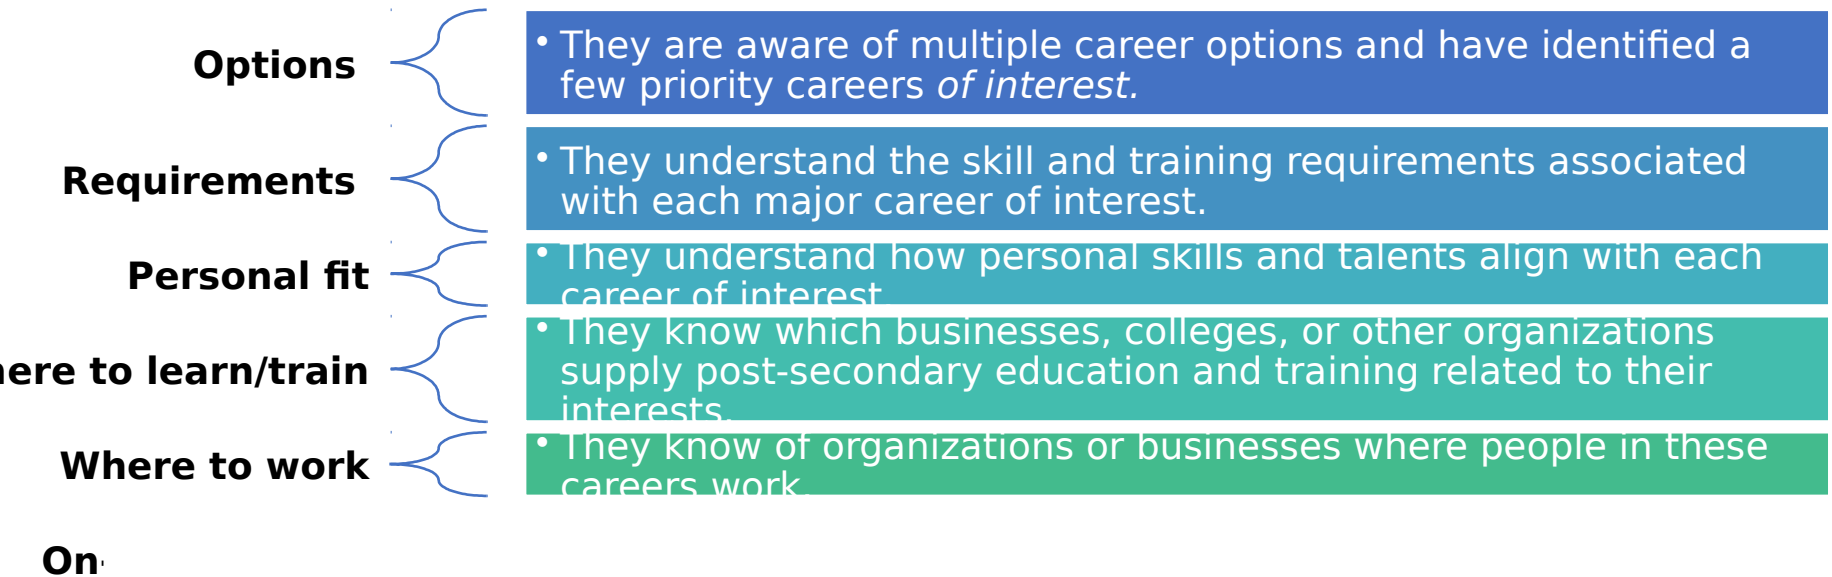 Options
• They are aware of multiple career options and have identified a
few priority careers of interest.
Requirements
• They understand the skill and training requirements associated
with each major career of interest.
Personal fit
• They understand how personal skills and talents align with each
career of interest.
here to learn/train
• They know which businesses, colleges, or other organizations
supply post-secondary education and training related to their
interests.
Where to work
• They know of organizations or businesses where people in these
careers work.
On